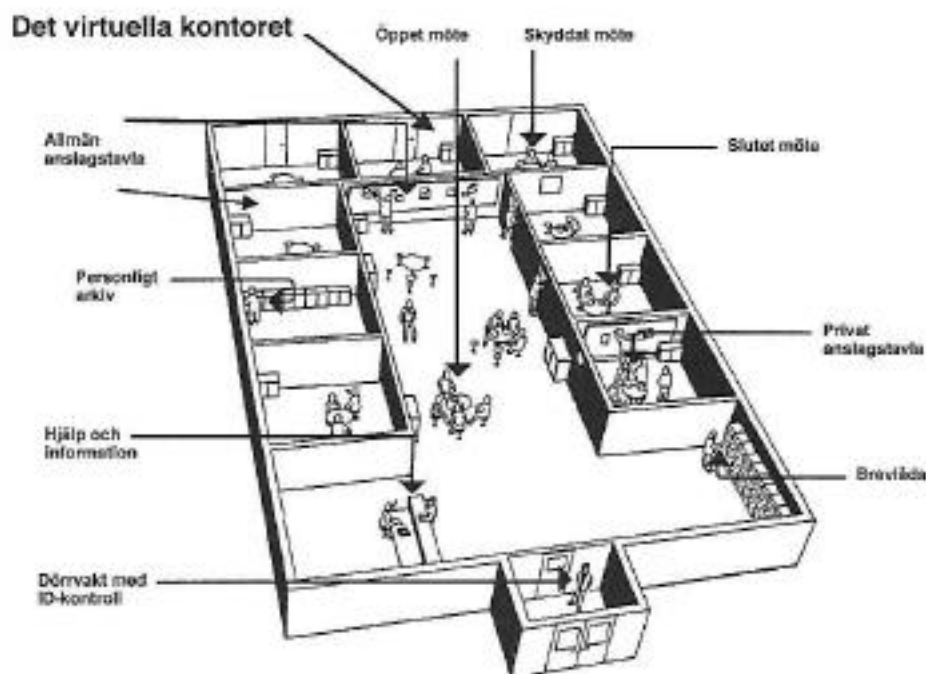 Det virtuella kontoret
Öppet möte
Skyddat möte
Allmän
anslagstavla
Slutet möte
Personligt
arkiv
Privat
anslagstavla
Hjälp och
information
Brevlåda
Dörrvakt med
ID-kontroll